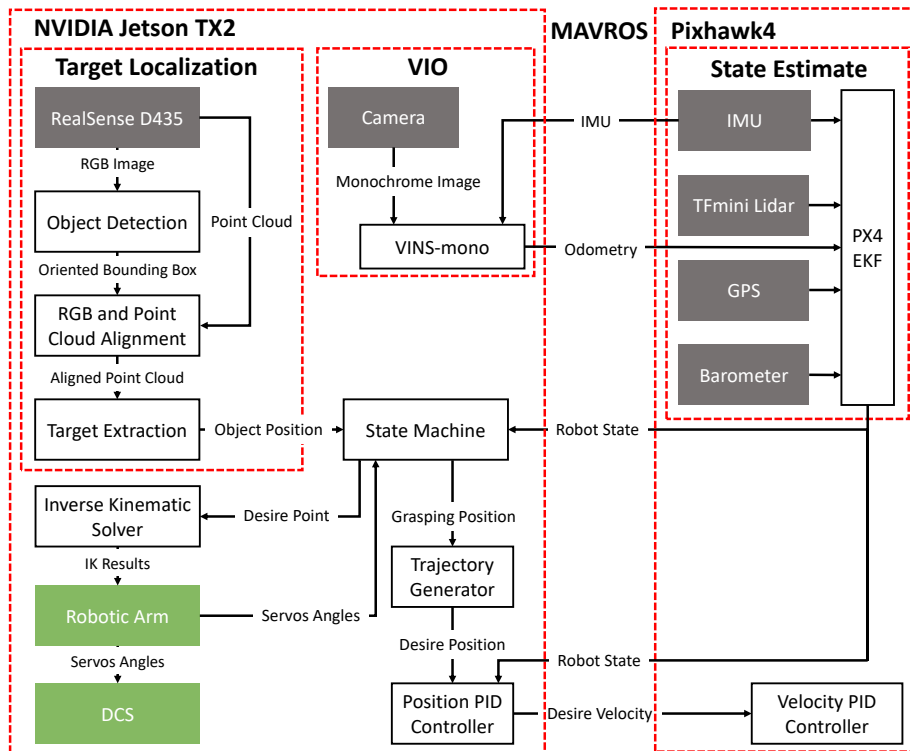 NVIDIA Jetson TX2
MAVROS
Pixhawk4
Target Localization
VIO
State Estimate
RealSense D435
Camera
IMU
IMU
RGB Image
Monochrome Image
Point Cloud
Object Detection
TFmini Lidar
VINS-mono
Odometry
PX4
EKF
Oriented Bounding Box
GPS
RGB and Point
Cloud Alignment
Aligned Point Cloud
Barometer
Target Extraction
Object Position
State Machine
Robot State
Inverse Kinematic
Solver
Desire Point
Grasping Position
IK Results
Trajectory
Generator
Robotic Arm
Servos Angles
Desire Position
Servos Angles
Robot State
DCS
Position PID
Controller
Desire Velocity
Velocity PID
Controller